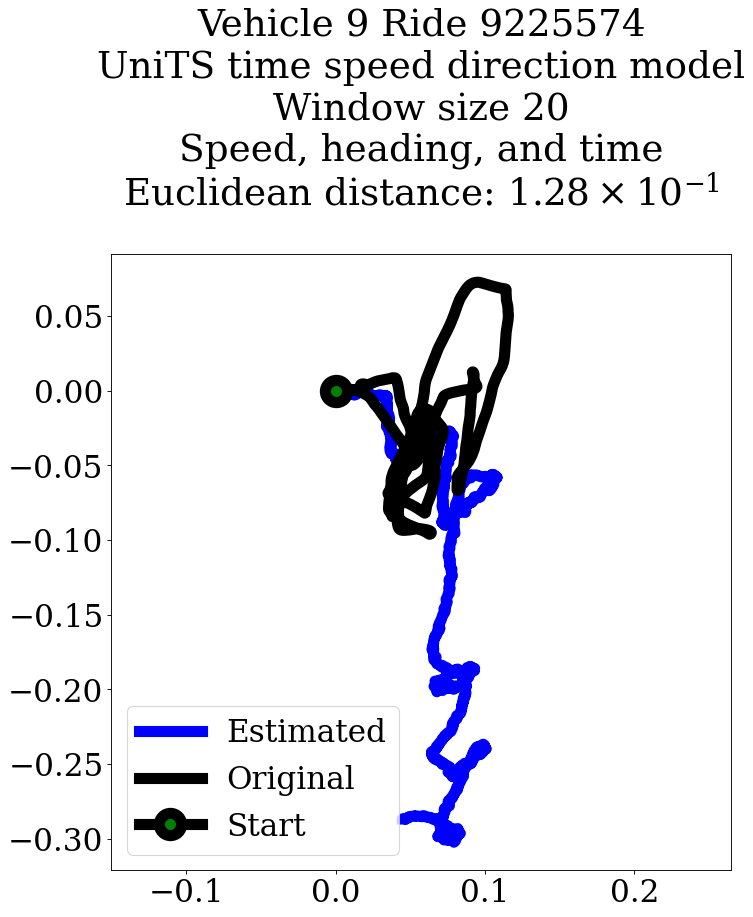 Vehicle 9 Ride 9225574
UniTS time speed direction model
Window size 20
Speed, heading, and time
Euclidean distance: 1.28 × 10⁻¹
0.05
0.00
−0.05
−0.10
−0.15
−0.20
−0.25
−0.30
Estimated
Original
Start
−0.1
0.0
0.1
0.2